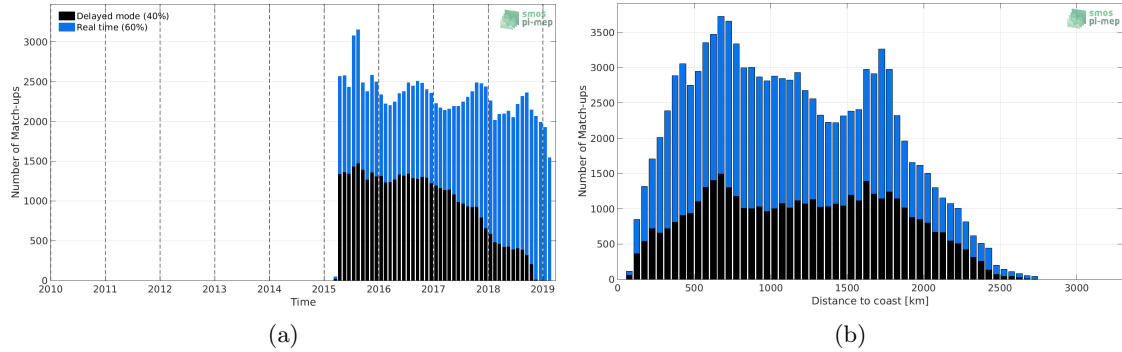 Delayed mode (40%)
Real time (60%)
smos
pi-mep
Number of Match-ups
3000
2500
2000
1500
1000
500
0
2010 2011 2012 2013 2014 2015 2016 2017 2018 2019
Time
(a)
smos
pi-mep
Number of Match-ups
3500
3000
2500
2000
1500
1000
500
0
0 500 1000 1500 2000 2500 3000
Distance to coast [km]
(b)